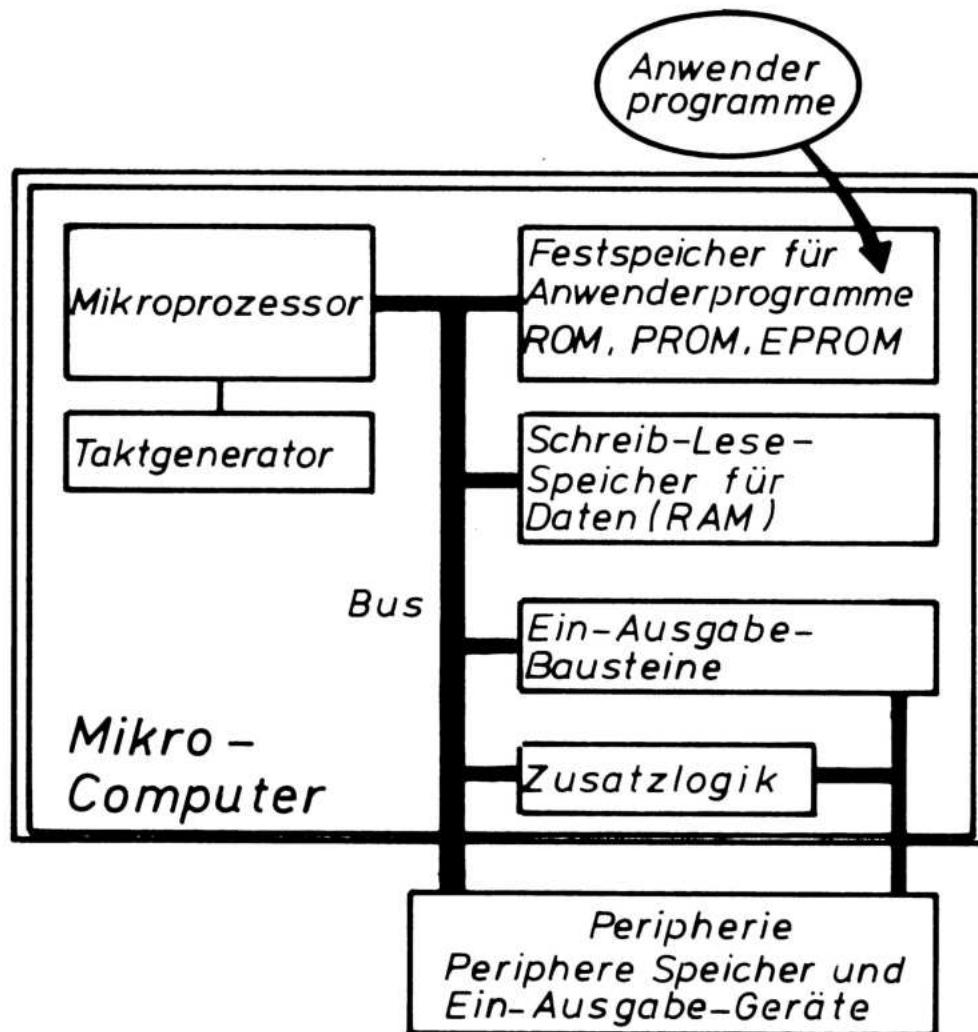 Anwender
programme
Mikroprozessor
Festspeicher für
Anwenderprogramme
ROM, PROM, EPROM
Taktgenerator
Schreib-Lese-
Speicher für
Daten (RAM)
Bus
Ein-Ausgabe-
Bausteine
Mikro-
Computer
Zusatzlogik
Peripherie
Periphere Speicher und
Ein-Ausgabe-Geräte